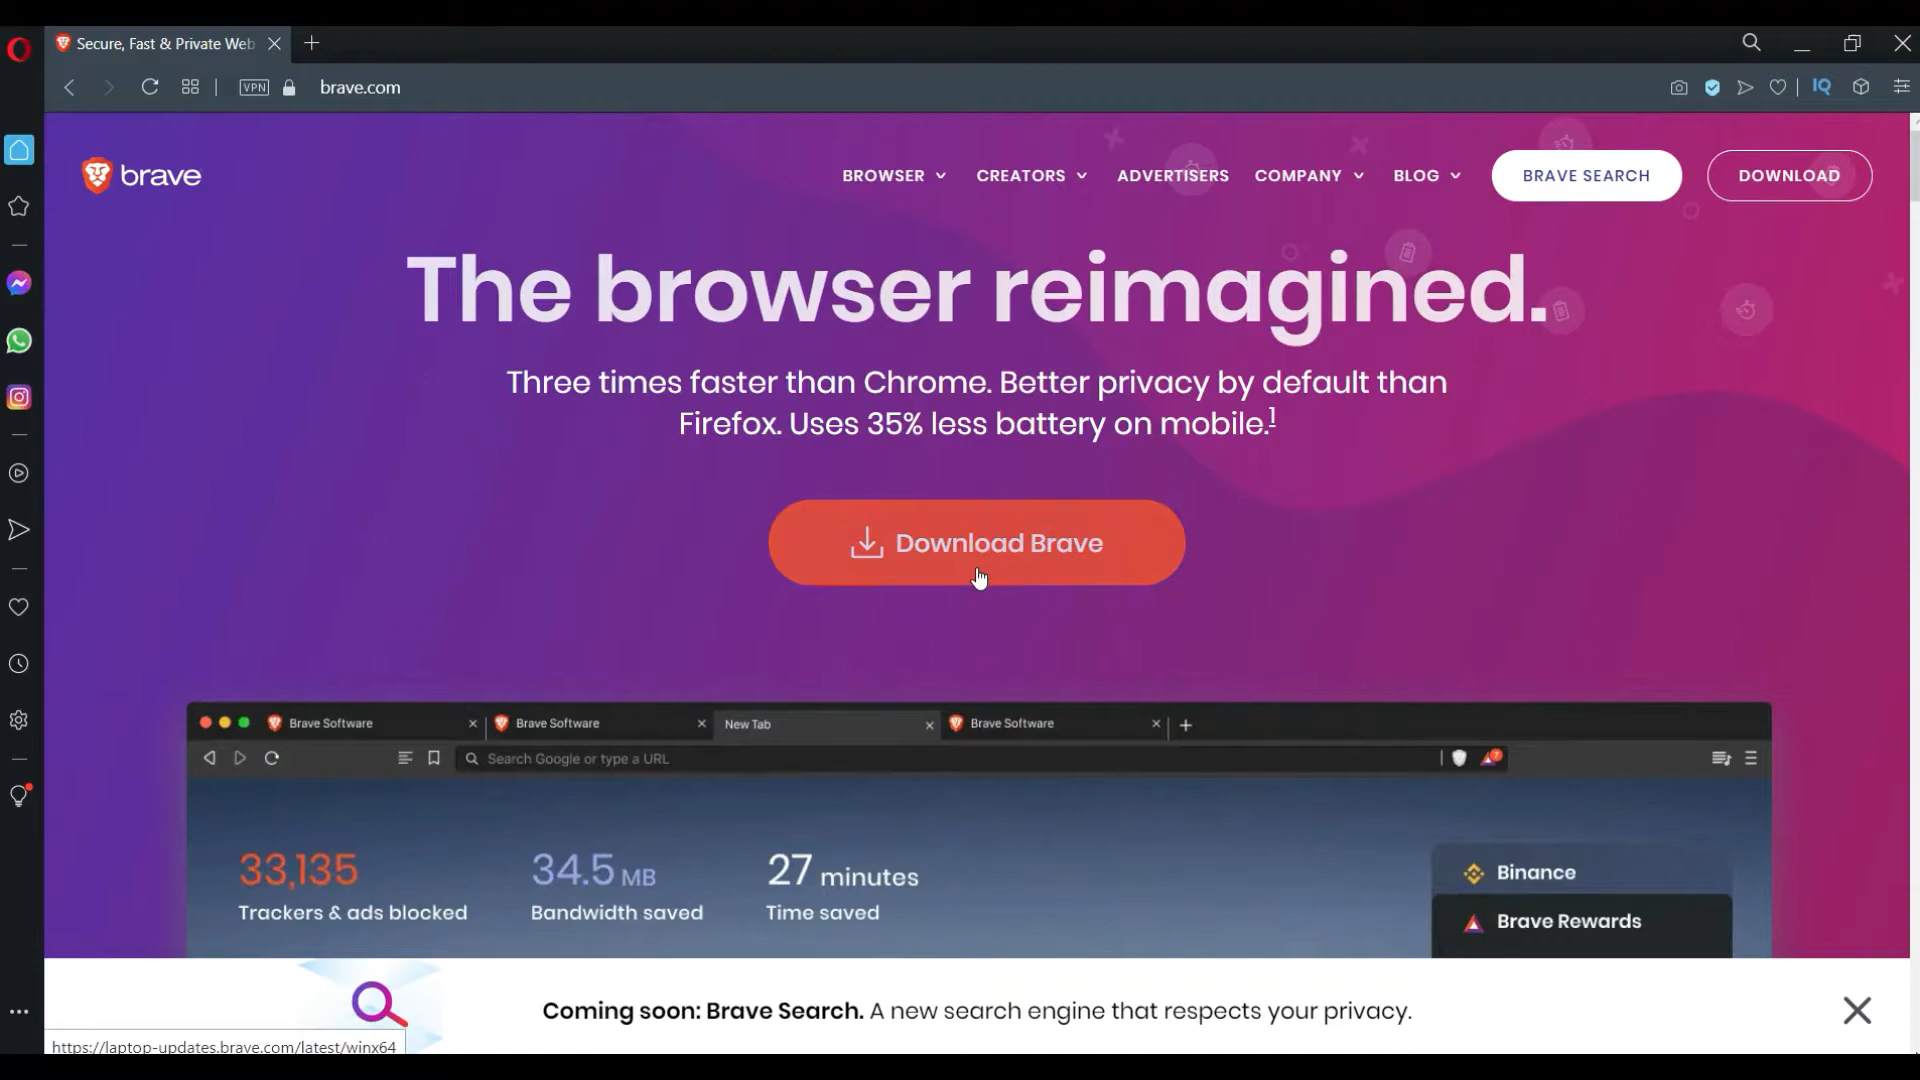 Secure, Fast & Private Web
VPN
brave.com
IQ
brave
BROWSER
CREATORS
ADVERTISERS
COMPANY
BLOG
BRAVE SEARCH
DOWNLOAD
The browser reimagined.
Three times faster than Chrome. Better privacy by default than
Firefox. Uses 35% less battery on mobile.1
Download Brave
Brave Software
Brave Software
New Tab
Brave Software
Search Google or type a URL
33,135
Trackers & ads blocked
34.5 MB
Bandwidth saved
27 minutes
Time saved
Binance
Brave Rewards
Coming soon: Brave Search. A new search engine that respects your privacy.
https://laptop-updates.brave.com/latest/winx64